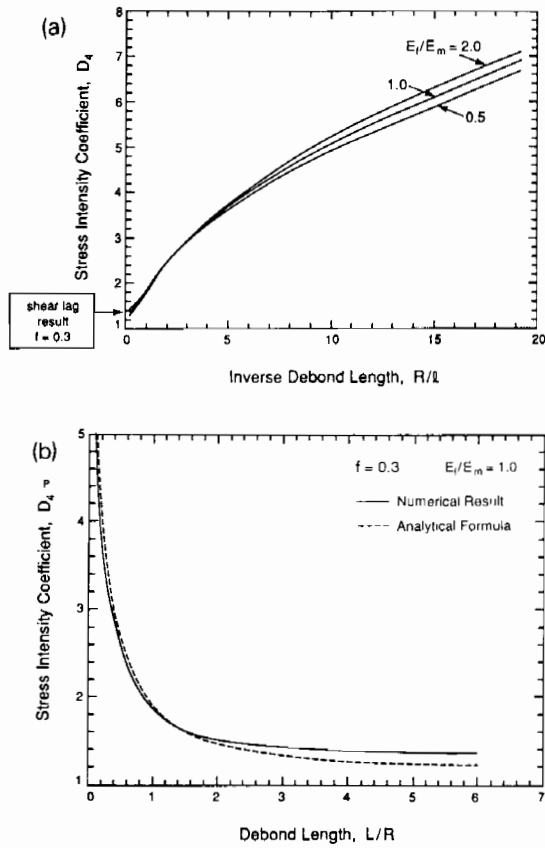 (a)
8
7
6
5
4
3
2
1
Stress Intensity Coefficient, D4
Ef/Em = 2.0
1.0
0.5
shear lag
result
f = 0.3
0
5
10
15
20
Inverse Debond Length, R/ℓ
(b)
5
4
3
2
1
Stress Intensity Coefficient, D4 P
f = 0.3 Ef/Em = 1.0
Numerical Result
Analytical Formula
0
1
2
3
4
5
6
7
Debond Length, L/R